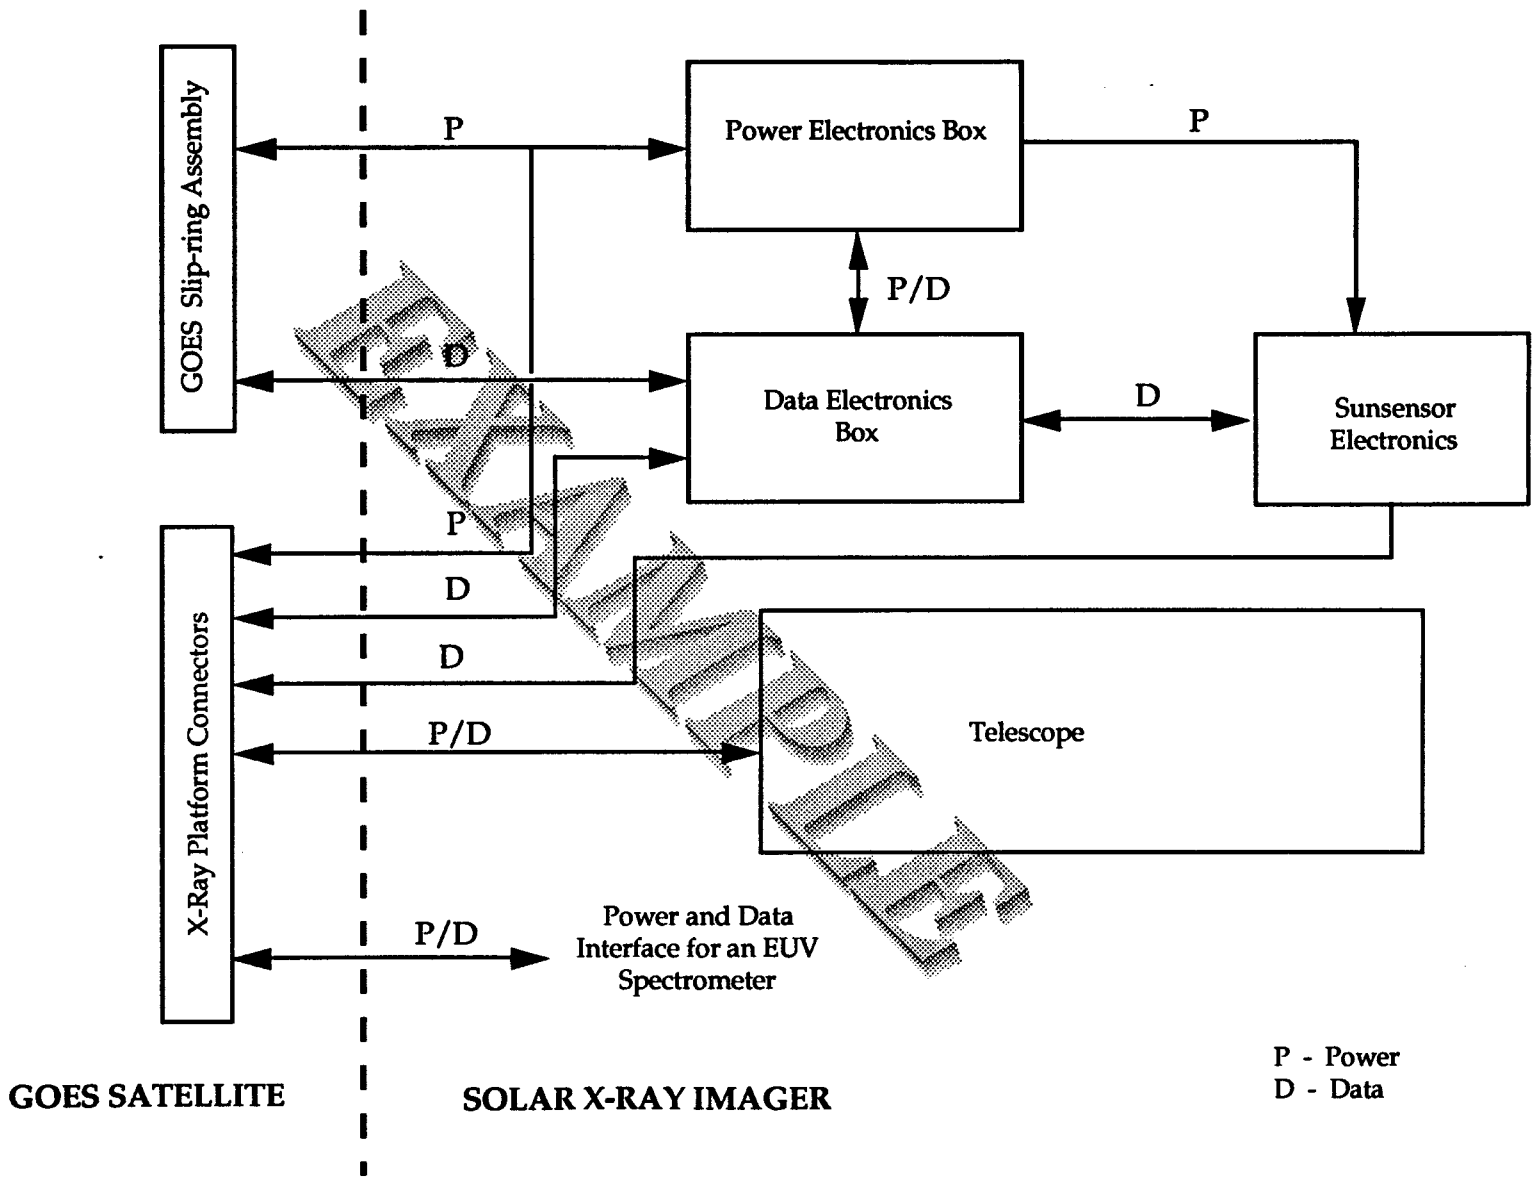 GOES Slip-ring Assembly
P
Power Electronics Box
P
P/D
D
Data Electronics
Box
D
Sunsensor
Electronics
EXAMPLE
X-Ray Platform Connectors
P
D
D
P/D
Telescope
P/D
Power and Data
Interface for an EUV
Spectrometer
P - Power
D - Data
GOES SATELLITE
SOLAR X-RAY IMAGER